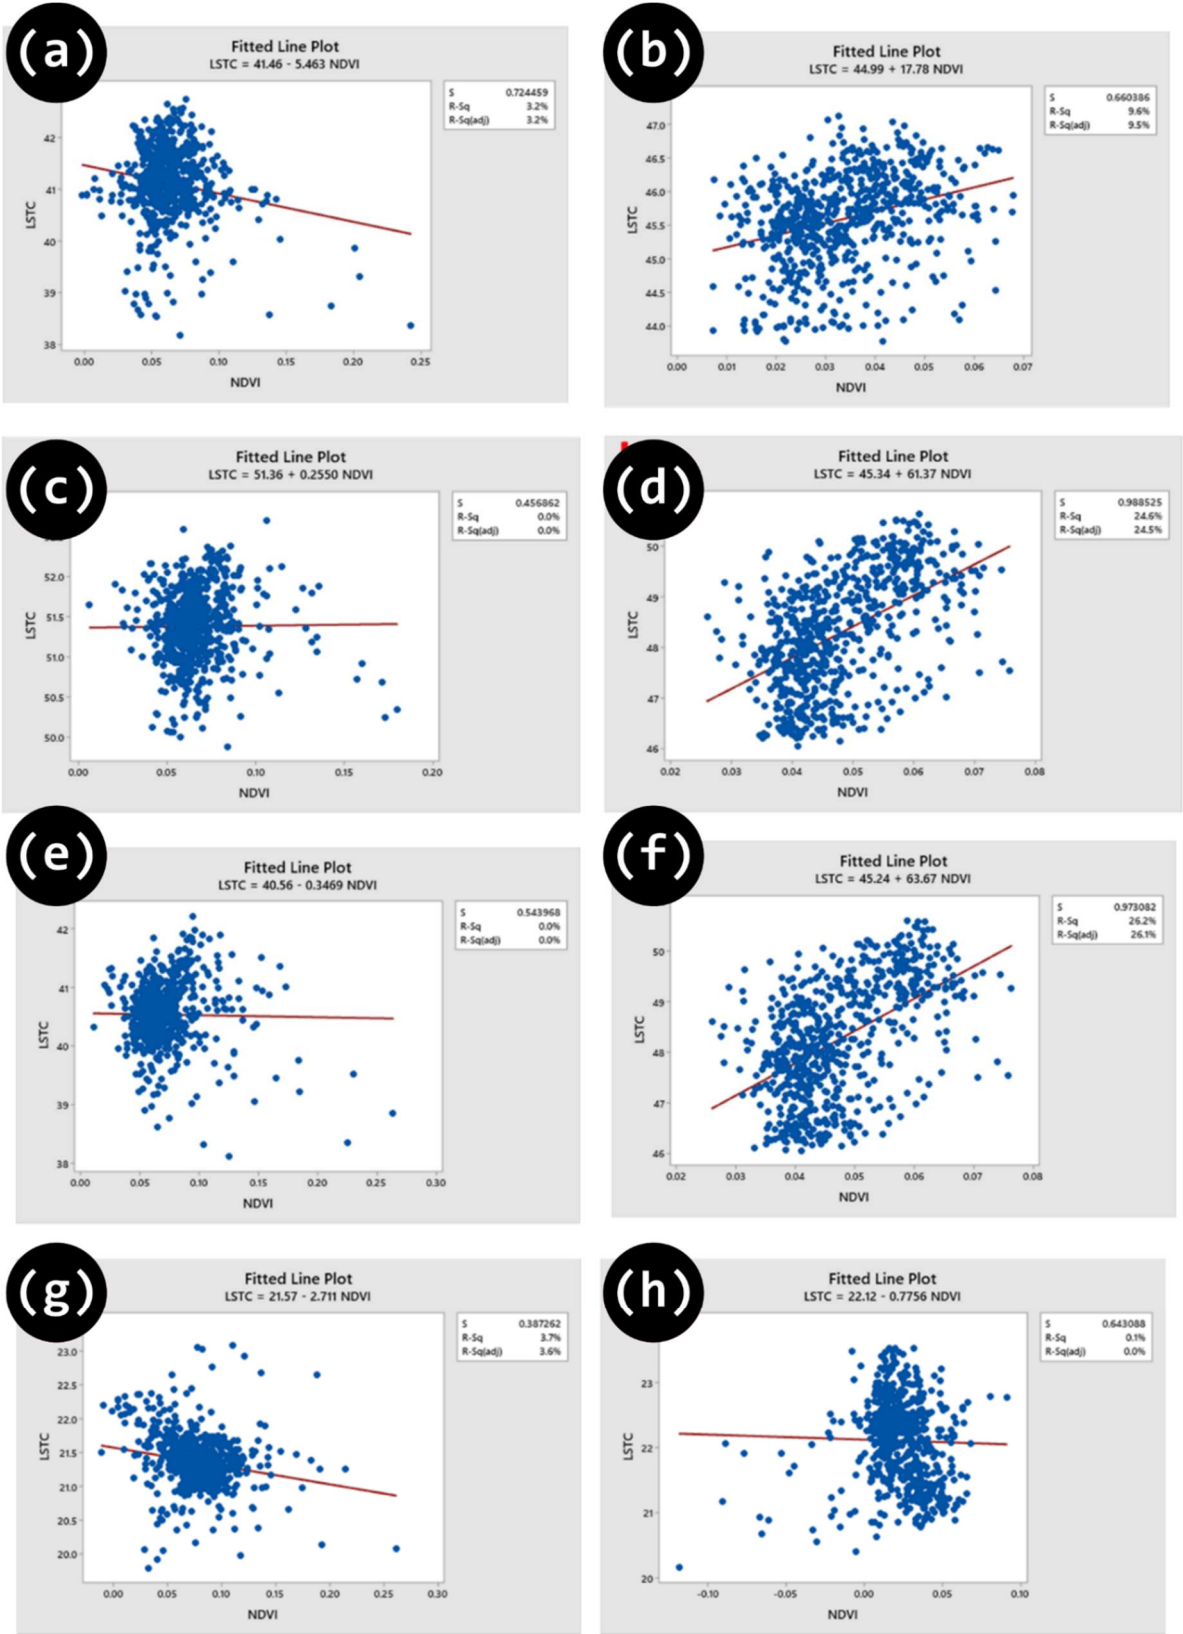 (a)
Fitted Line Plot
LSTC = 41.46 - 5.463 NDVI
S 0.724459
R-Sq 3.2%
R-Sq(adj) 3.2%
42
41
40
39
38
LSTC
0.00 0.05 0.10 0.15 0.20 0.25
NDVI
(b)
Fitted Line Plot
LSTC = 44.99 + 17.78 NDVI
S 0.660386
R-Sq 9.6%
R-Sq(adj) 9.5%
47.0
46.5
46.0
45.5
45.0
44.5
44.0
LSTC
0.00 0.01 0.02 0.03 0.04 0.05 0.06 0.07
NDVI
(c)
Fitted Line Plot
LSTC = 51.36 + 0.2550 NDVI
S 0.456862
R-Sq 0.0%
R-Sq(adj) 0.0%
52.0
51.5
51.0
50.5
50.0
LSTC
0.00 0.05 0.10 0.15 0.20
NDVI
(d)
Fitted Line Plot
LSTC = 45.34 + 61.37 NDVI
S 0.988525
R-Sq 24.6%
R-Sq(adj) 24.5%
50
49
48
47
46
LSTC
0.02 0.03 0.04 0.05 0.06 0.07 0.08
NDVI
(e)
Fitted Line Plot
LSTC = 40.56 - 0.3469 NDVI
S 0.543968
R-Sq 0.0%
R-Sq(adj) 0.0%
42
41
40
39
38
LSTC
0.00 0.05 0.10 0.15 0.20 0.25 0.30
NDVI
(f)
Fitted Line Plot
LSTC = 45.24 + 63.67 NDVI
S 0.973082
R-Sq 26.2%
R-Sq(adj) 26.1%
50
49
48
47
46
LSTC
0.02 0.03 0.04 0.05 0.06 0.07 0.08
NDVI
(g)
Fitted Line Plot
LSTC = 21.57 - 2.711 NDVI
S 0.387262
R-Sq 3.7%
R-Sq(adj) 3.6%
23.0
22.5
22.0
21.5
21.0
20.5
20.0
LSTC
0.00 0.05 0.10 0.15 0.20 0.25 0.30
NDVI
(h)
Fitted Line Plot
LSTC = 22.12 - 0.7756 NDVI
S 0.643088
R-Sq 0.1%
R-Sq(adj) 0.0%
23
22
21
20
LSTC
-0.10 -0.05 0.00 0.05 0.10
NDVI